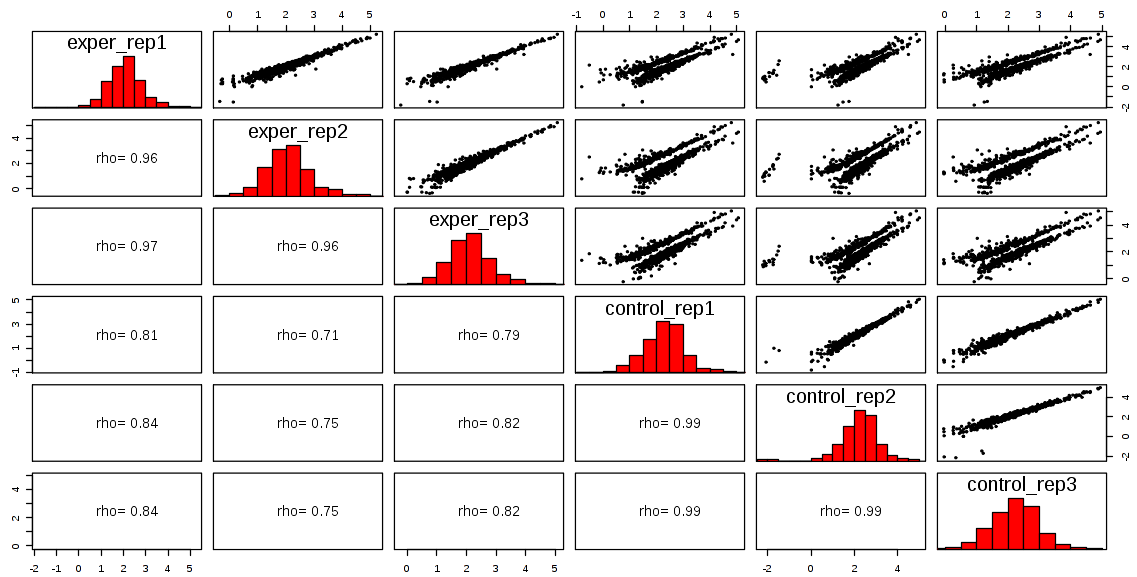 0 1 2 3 4 5
-1 0 1 2 3 4 5
0 1 2 3 4 5
exper_rep1
-2 0 2 4
0 2 4
rho= 0.96
exper_rep2
rho= 0.97
rho= 0.96
exper_rep3
0 2 4
-1 1 3 5
rho= 0.81
rho= 0.71
rho= 0.79
control_rep1
rho= 0.84
rho= 0.75
rho= 0.82
rho= 0.99
control_rep2
-2 0 2 4
0 2 4
rho= 0.84
rho= 0.75
rho= 0.82
rho= 0.99
rho= 0.99
control_rep3
-2 -1 0 1 2 3 4 5
0 1 2 3 4 5
-2 0 2 4